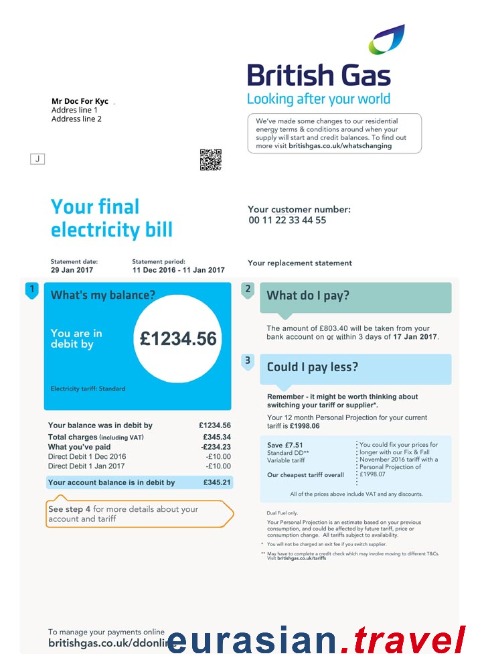 British Gas
Looking after your world
Mr Doc For Kyc .
Addres line 1
Address line 2
We've made some changes to our residential
energy terms & conditions around when your
supply will start and credit balances. To find out
more visit britishgas.co.uk/whatschanging
J
Your final
electricity bill
Your customer number:
00 11 22 33 44 55
Statement date:
29 Jan 2017
Statement period:
11 Dec 2016 - 11 Jan 2017
Your replacement statement
1
What's my balance?
You are in
debit by
£1234.56
Electricity tariff: Standard
Your balance was in debit by £1234.56
Total charges (including VAT) £345.34
What you've paid -£234.23
Direct Debit 1 Dec 2016 -£10.00
Direct Debit 1 Jan 2017 -£10.00
Your account balance is in debit by £345.21
See step 4 for more details about your
account and tariff
2
What do I pay?
The amount of £803.40 will be taken from your
bank account on or within 3 days of 17 Jan 2017.
3
Could I pay less?
Remember - it might be worth thinking about
switching your tariff or supplier*.
Your 12 month Personal Projection for your current
tariff is £1998.06
Save £7.51
Standard DD**
Variable tariff
Our cheapest tariff overall
You could fix your prices for
longer with our Fix & Fall
November 2016 tariff with a
Personal Projection of
£1998.07
All of the prices above include VAT and any discounts.
Dual Fuel only.
Your Personal Projection is an estimate based on your previous
consumption, and could be affected by future tariff, price or
consumption change. All tariffs subject to availability.
* You will not be charged an exit fee if you switch supplier.
** May have to complete a credit check which may involve moving to different T&Cs.
Visit britishgas.co.uk/tariffs
To manage your payments online
britishgas.co.uk/ddonlin
eurasian.travel